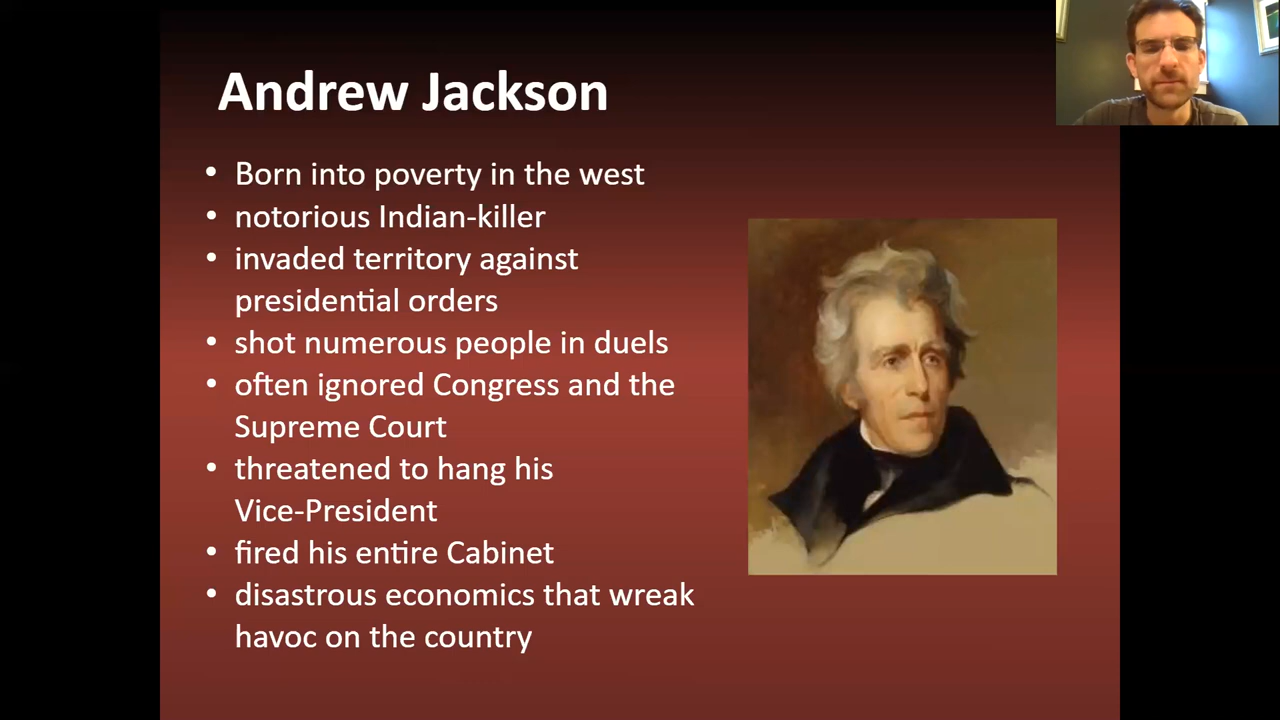 Andrew Jackson
• Born into poverty in the west
• notorious Indian-killer
• invaded territory against
presidential orders
• shot numerous people in duels
• often ignored Congress and the
Supreme Court
• threatened to hang his
Vice-President
• fired his entire Cabinet
• disastrous economics that wreak
havoc on the country